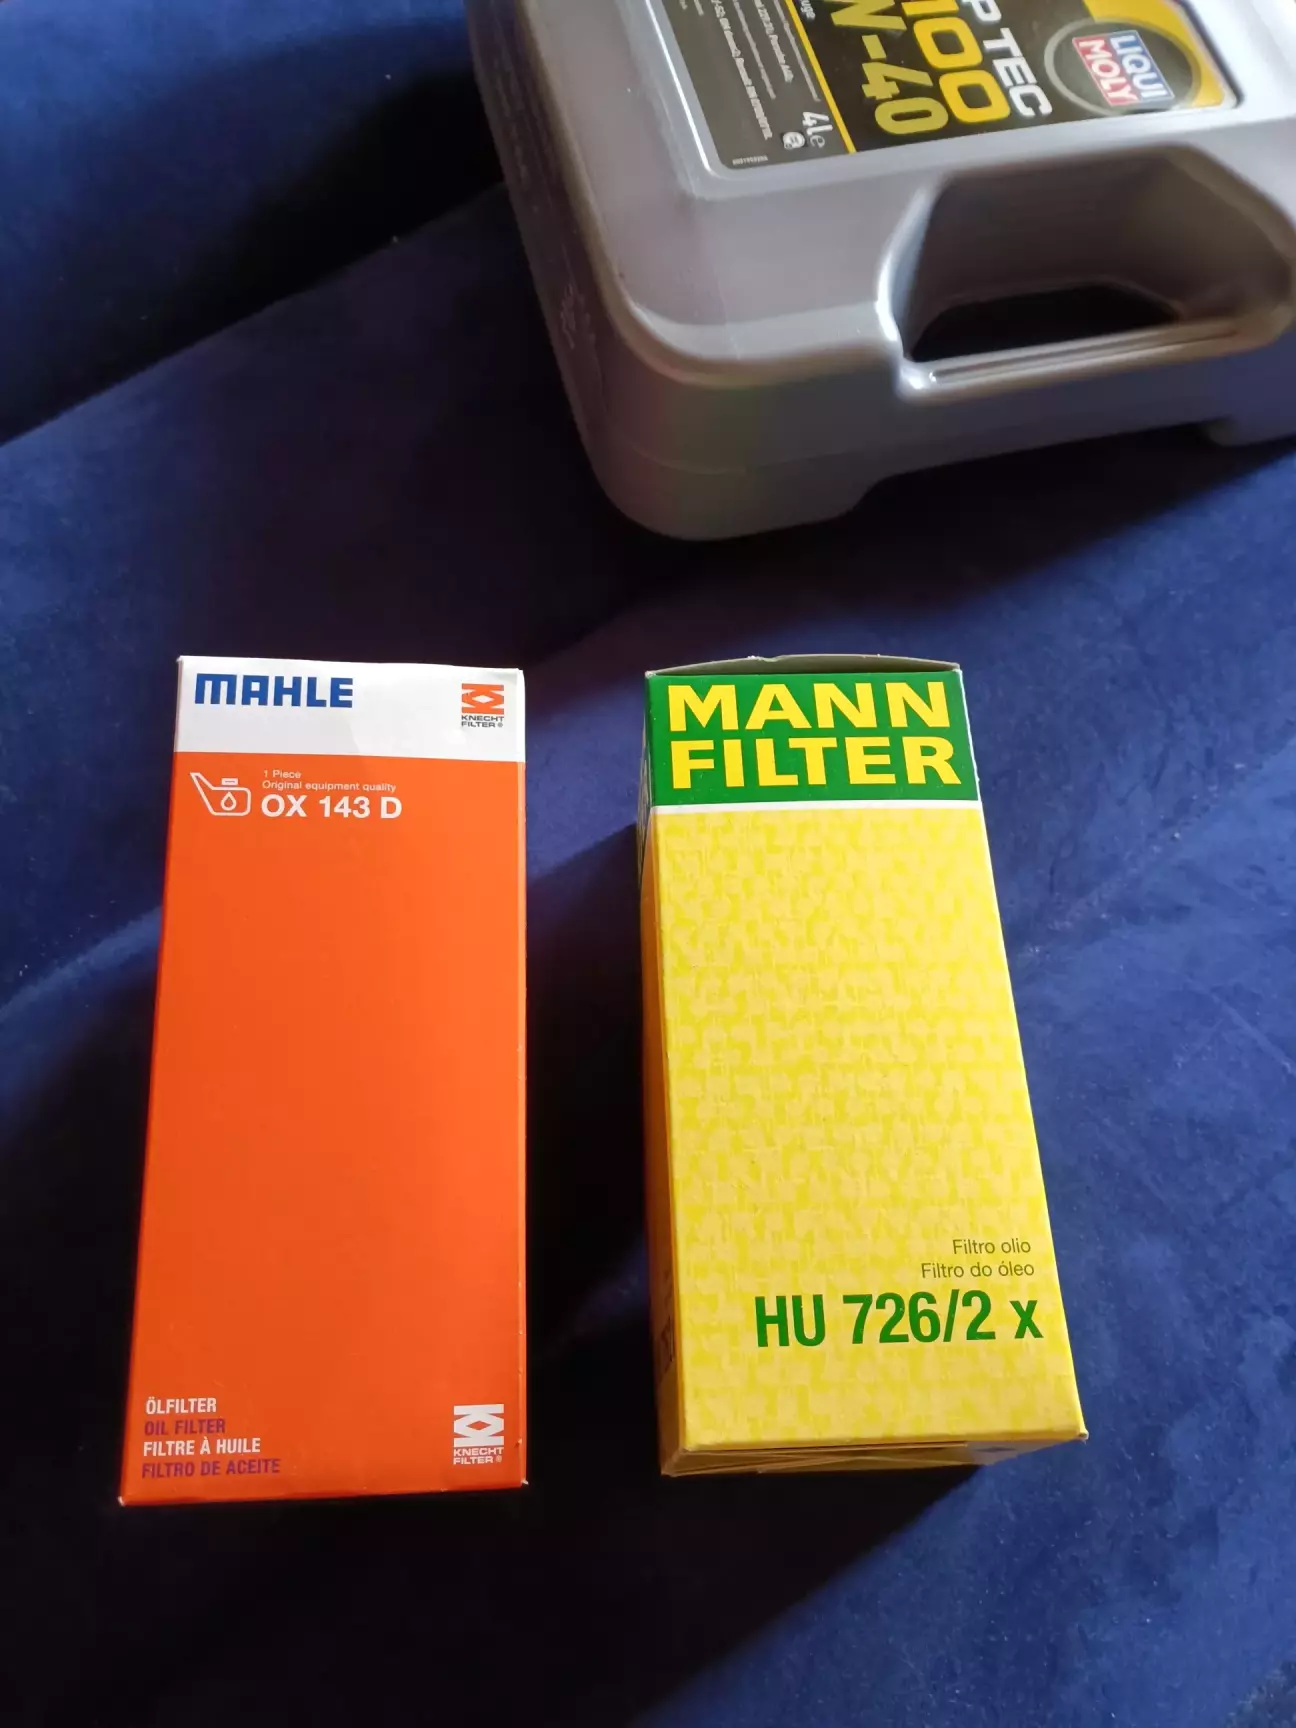 LIQUI
MOLY
P TEC
100
W-40
4 l e
MAHLE
KNECHT
FILTER®
1 Piece
Original equipment quality
OX 143 D
ÖLFILTER
OIL FILTER
FILTRE À HUILE
FILTRO DE ACEITE
KNECHT
FILTER®
MANN
FILTER
Filtro olio
Filtro do óleo
HU 726/2 x